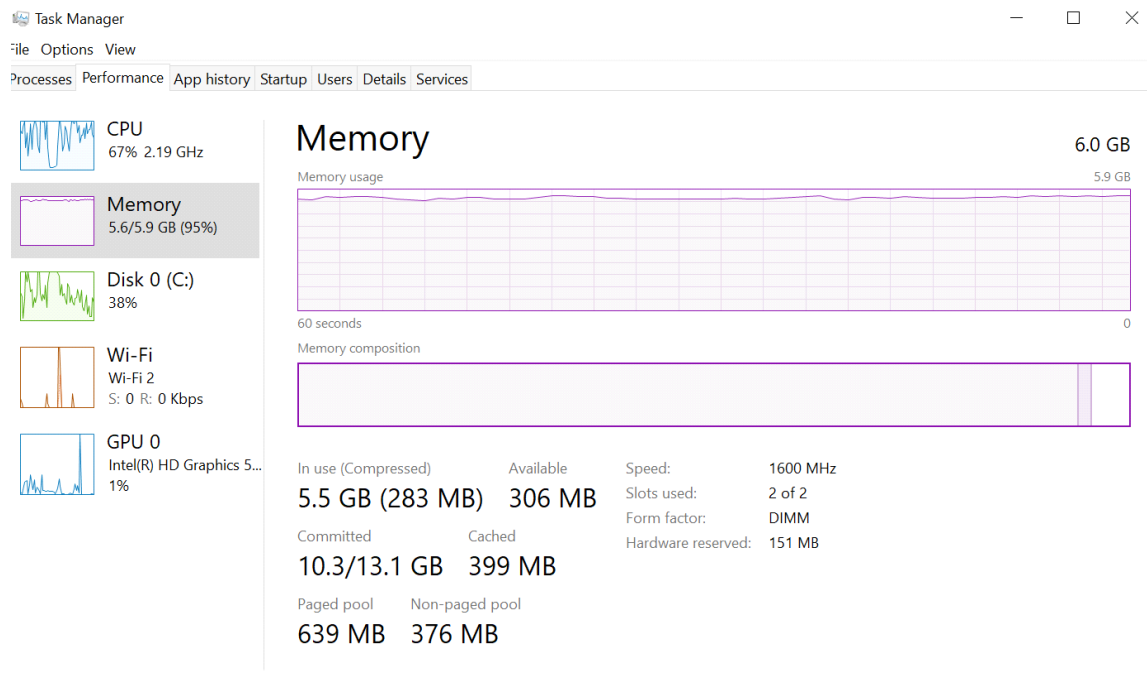 Task Manager
File Options View
Processes Performance App history Startup Users Details Services
CPU
67% 2.19 GHz
Memory
5.6/5.9 GB (95%)
Disk 0 (C:)
38%
Wi-Fi
Wi-Fi 2
S: 0 R: 0 Kbps
GPU 0
Intel(R) HD Graphics 5...
1%
Memory 6.0 GB
Memory usage 5.9 GB
60 seconds 0
Memory composition
In use (Compressed) Available
5.5 GB (283 MB) 306 MB
Committed Cached
10.3/13.1 GB 399 MB
Paged pool Non-paged pool
639 MB 376 MB
Speed: 1600 MHz
Slots used: 2 of 2
Form factor: DIMM
Hardware reserved: 151 MB